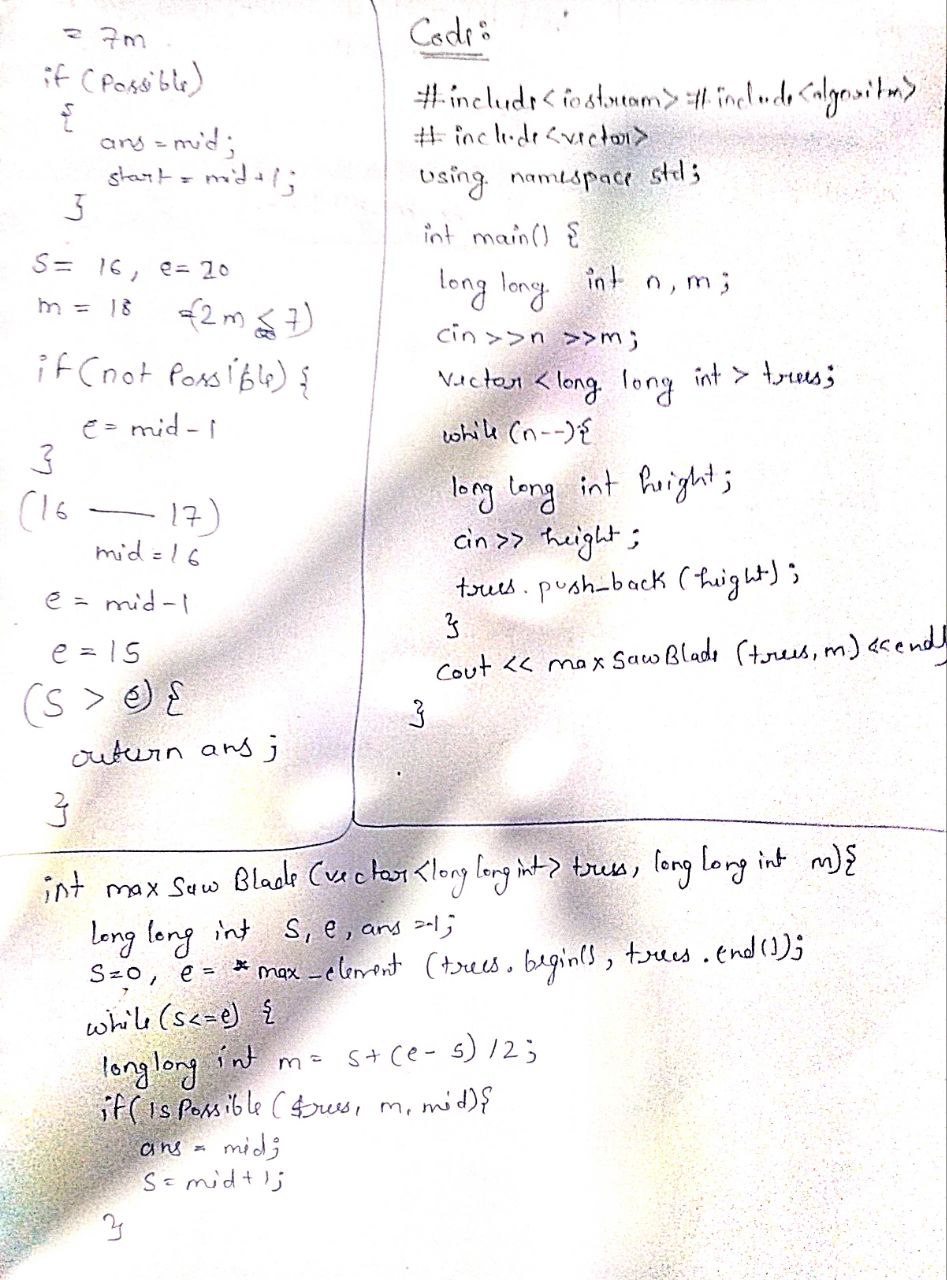 = 7m
if (Possible)
{
ans = mid;
start = mid+1;
}
S= 16, e= 20
m = 18 (2m ≤ 7)
if (not Possible) {
e = mid-1
}
(16 — 17)
mid = 16
e = mid-1
e = 15
(S > e) {
return ans;
}
Code:
#include<iostream> #include<algorithm>
#include<vector>
using namespace std;
int main() {
long long int n, m;
cin >>n >>m;
vector <long long int> trees;
while (n--){
long long int height;
cin >> height;
trees.push_back (height);
}
cout << maxSawBlade (trees, m) <<endl
}
int maxSawBlade (vector<long long int> trees, long long int m){
long long int S, e, ans =-1;
S=0, e = *max_element (trees.begin(), trees.end());
while (s<=e) {
long long int m = s+(e-s)/2;
if( isPossible (trees, m, mid){
ans = mid;
S = mid+1;
}